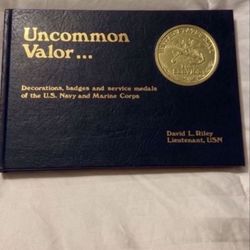 Uncommon
Valor...
Decorations, badges and service medals
of the U.S. Navy and Marine Corps
David L. Riley
Lieutenant, USN